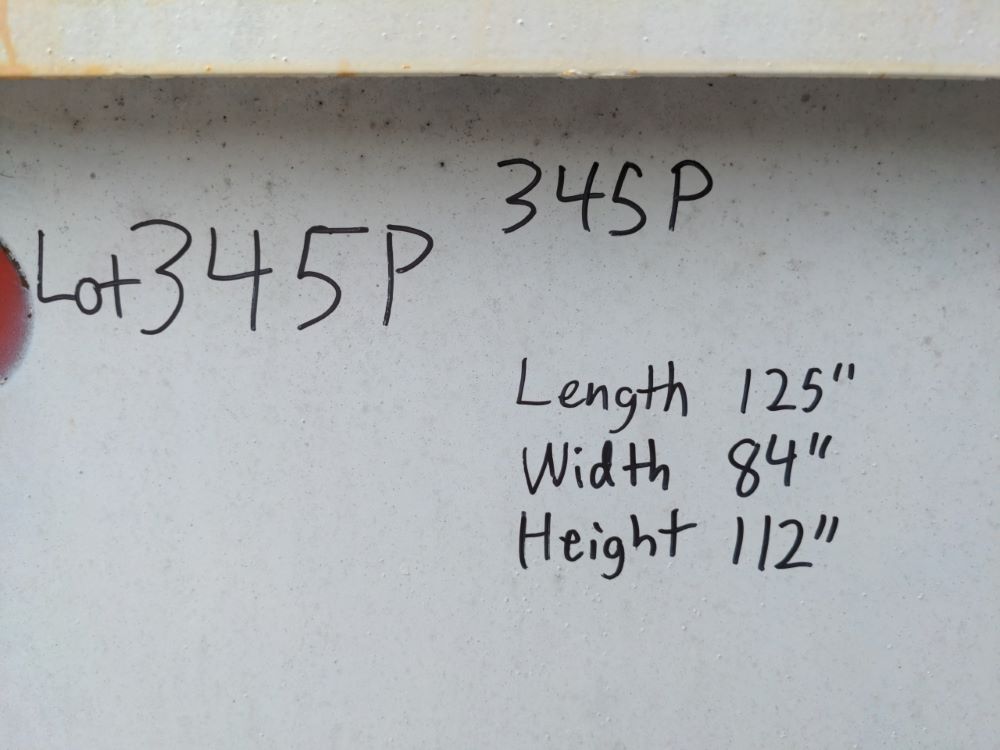 Lot 345P
345P
Length 125"
Width 84"
Height 112"